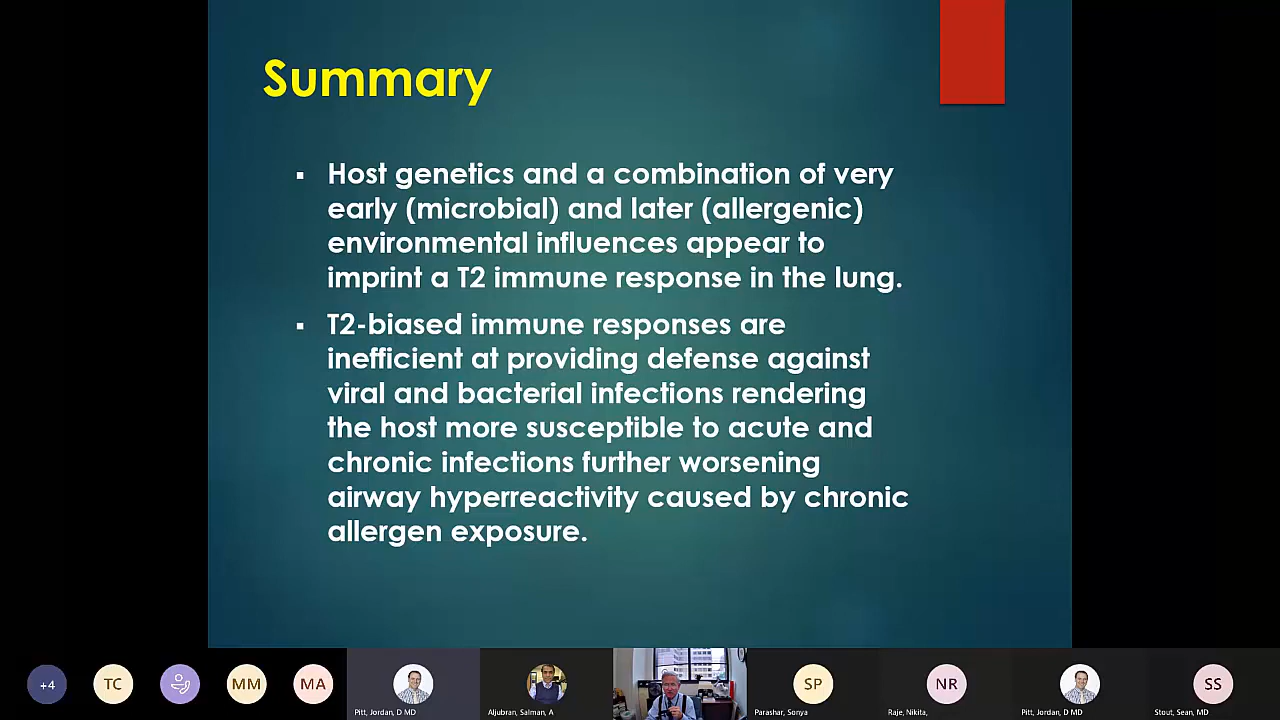 Summary
Host genetics and a combination of very
early (microbial) and later (allergenic)
environmental influences appear to
imprint a T2 immune response in the lung.
T2-biased immune responses are
inefficient at providing defense against
viral and bacterial infections rendering
the host more susceptible to acute and
chronic infections further worsening
airway hyperreactivity caused by chronic
allergen exposure.
+4
TC
MM
MA
Pitt, Jordan, D MD
Aljubran, Salman, A
SP
Parashar, Sonya
NR
Raje, Nikita,
Pitt, Jordan, D MD
SS
Stout, Sean, MD